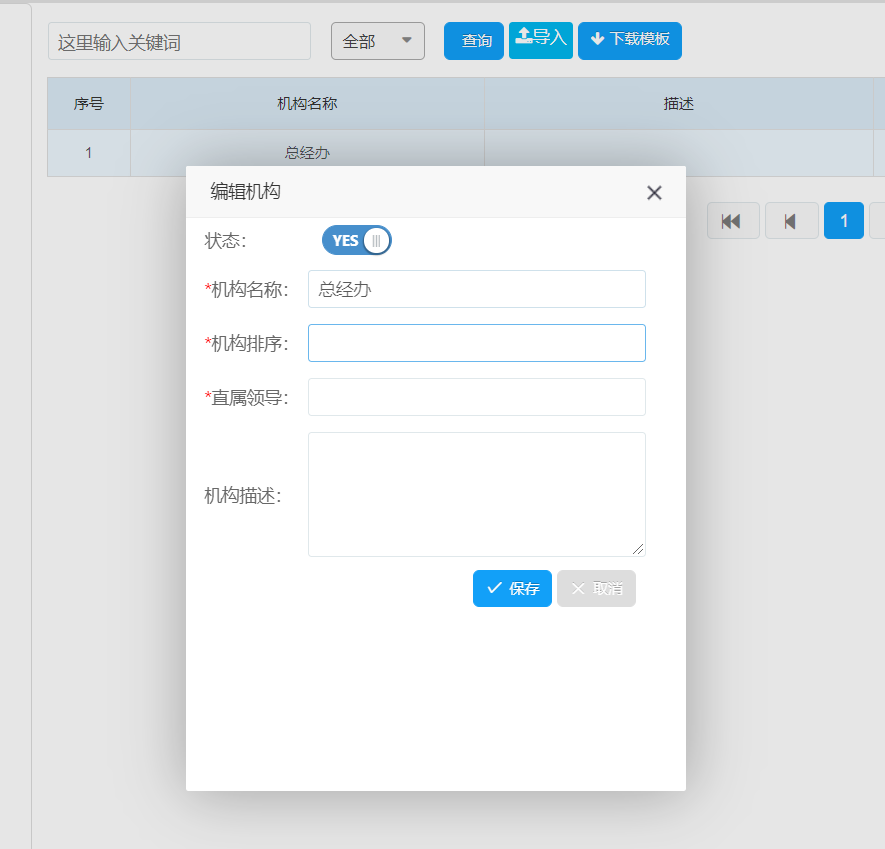 这里输入关键词 全部 查询 导入 下载模板
序号 机构名称 描述
1 总经办
编辑机构
1
状态： YES
*机构名称： 总经办
*机构排序：
*直属领导：
机构描述：
保存 取消